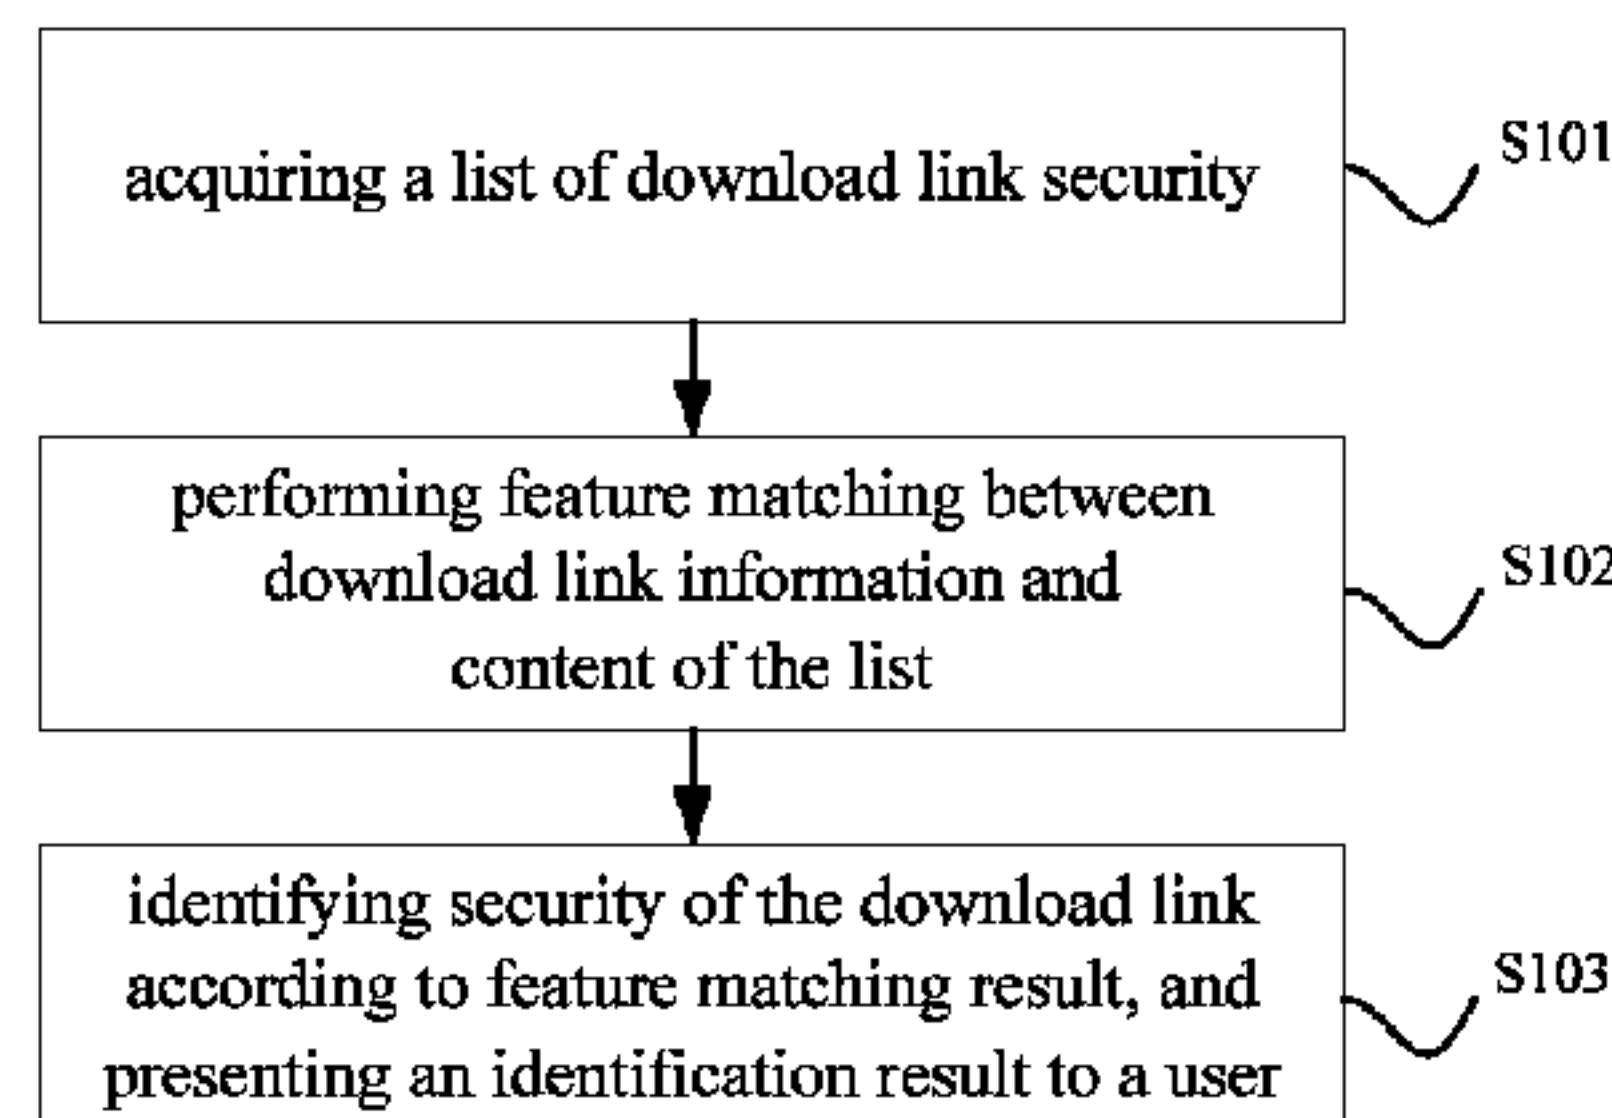 acquiring a list of download link security
S101
performing feature matching between
download link information and
content of the list
S102
identifying security of the download link
according to feature matching result, and
presenting an identification result to a user
S103